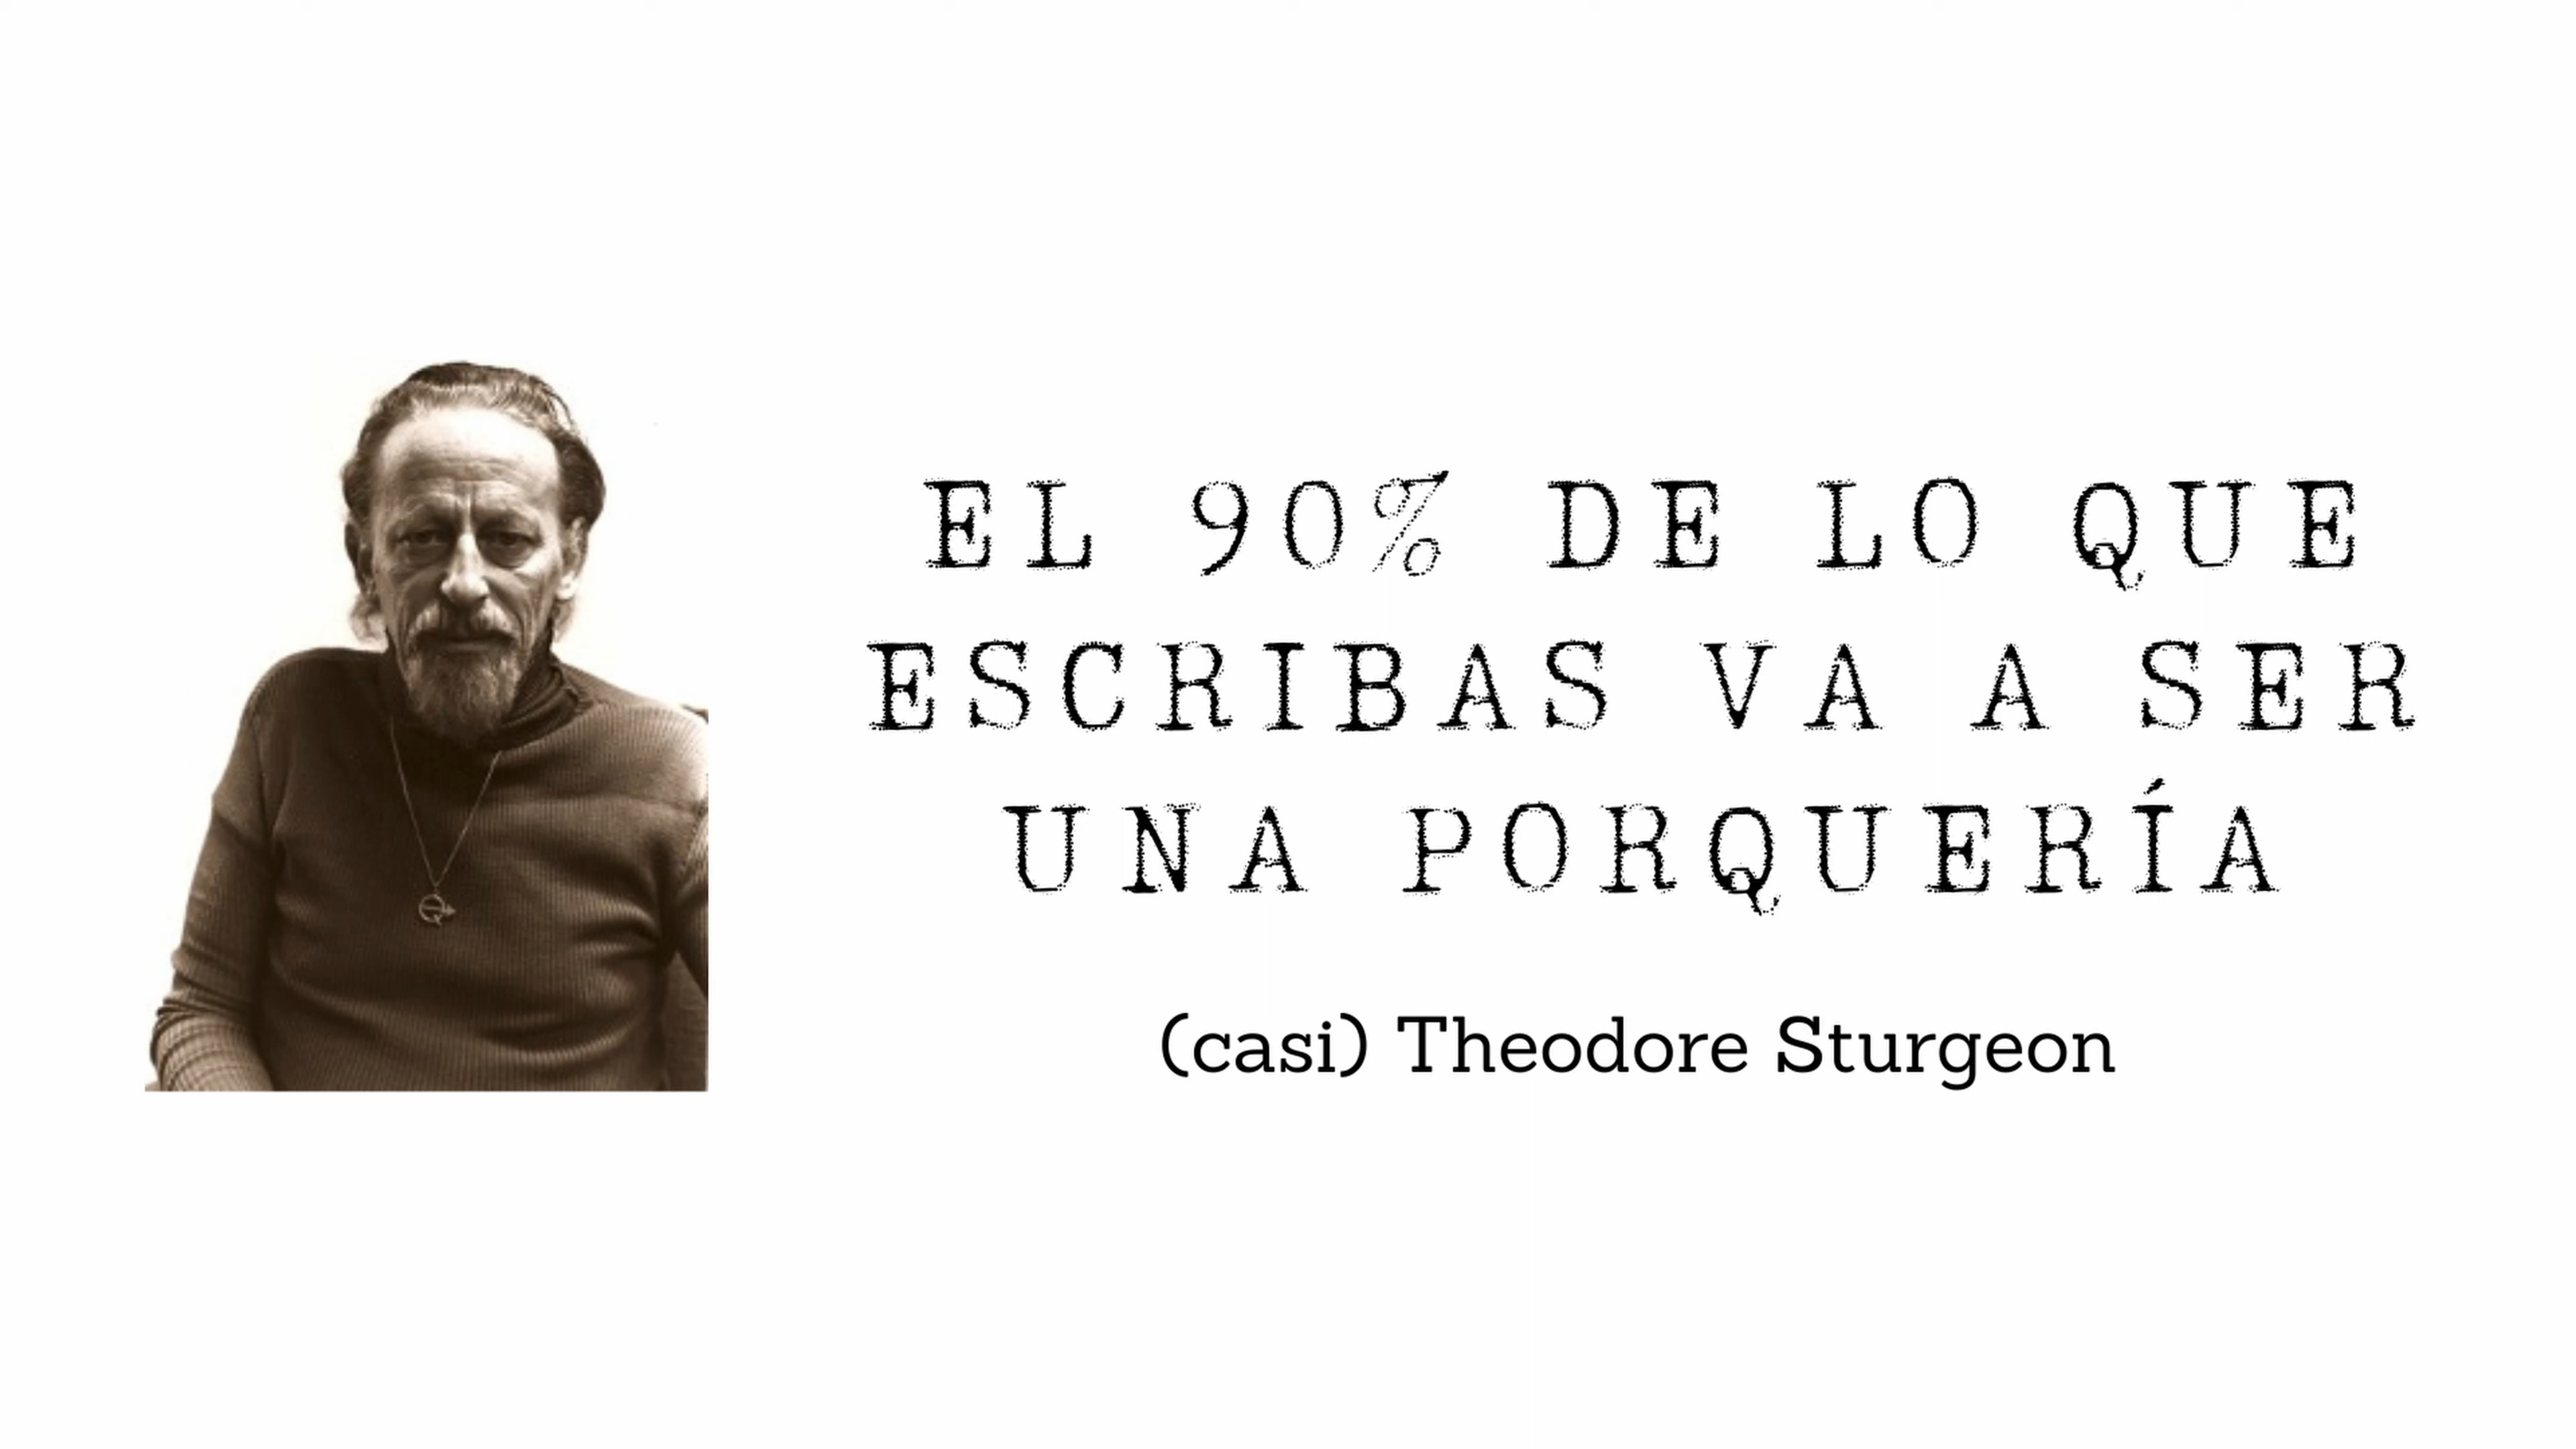 EL 90% DE LO QUE
ESCRIBAS VA A SER
UNA PORQUERÍA
(casi) Theodore Sturgeon